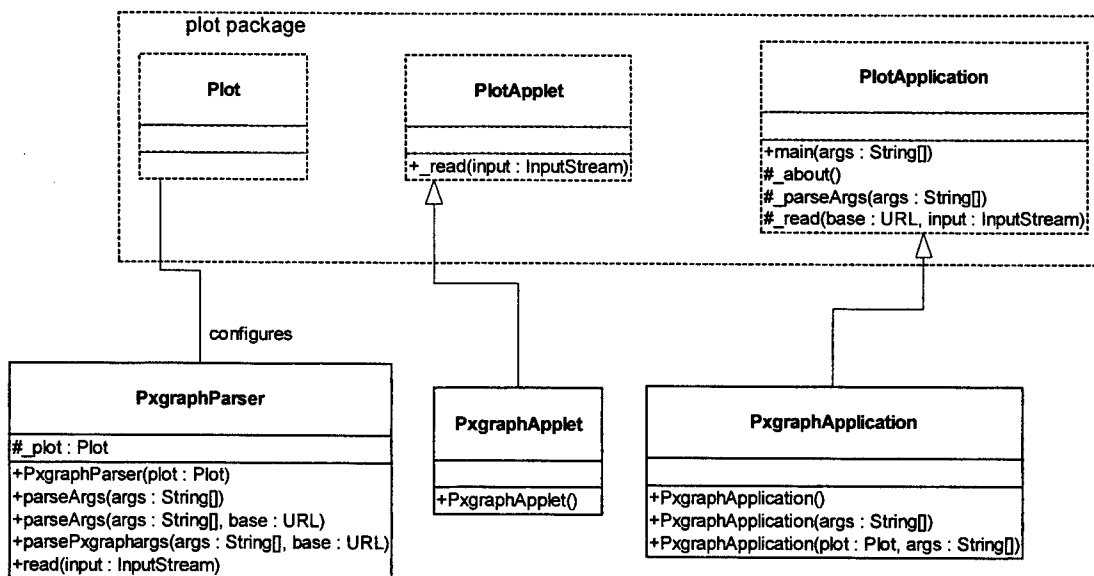 plot package
Plot
PlotApplet
+_read(input : InputStream)
PlotApplication
+main(args : String[])
#_about()
#_parseArgs(args : String[])
#_read(base : URL, input : InputStream)
configures
PxgraphParser
#_plot : Plot
+PxgraphParser(plot : Plot)
+parseArgs(args : String[])
+parseArgs(args : String[], base : URL)
+parsePxgraphargs(args : String[], base : URL)
+read(input : InputStream)
PxgraphApplet
+PxgraphApplet()
PxgraphApplication
+PxgraphApplication()
+PxgraphApplication(args : String[])
+PxgraphApplication(plot : Plot, args : String[])